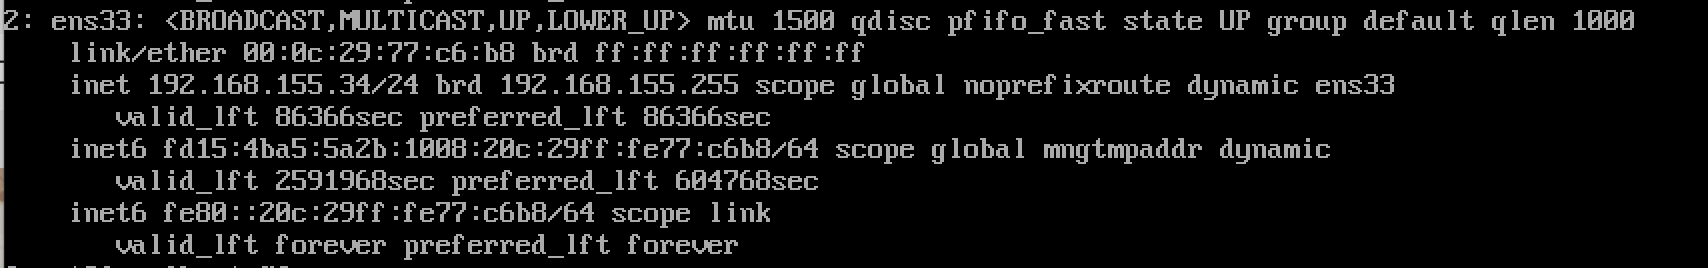 2: ens33: <BROADCAST,MULTICAST,UP,LOWER_UP> mtu 1500 qdisc pfifo_fast state UP group default qlen 1000
link/ether 00:0c:29:77:c6:b8 brd ff:ff:ff:ff:ff:ff
inet 192.168.155.34/24 brd 192.168.155.255 scope global noprefixroute dynamic ens33
valid_lft 86366sec preferred_lft 86366sec
inet6 fd15:4ba5:5a2b:1008:20c:29ff:fe77:c6b8/64 scope global mngtmpaddr dynamic
valid_lft 2591968sec preferred_lft 604768sec
inet6 fe80::20c:29ff:fe77:c6b8/64 scope link
valid_lft forever preferred_lft forever